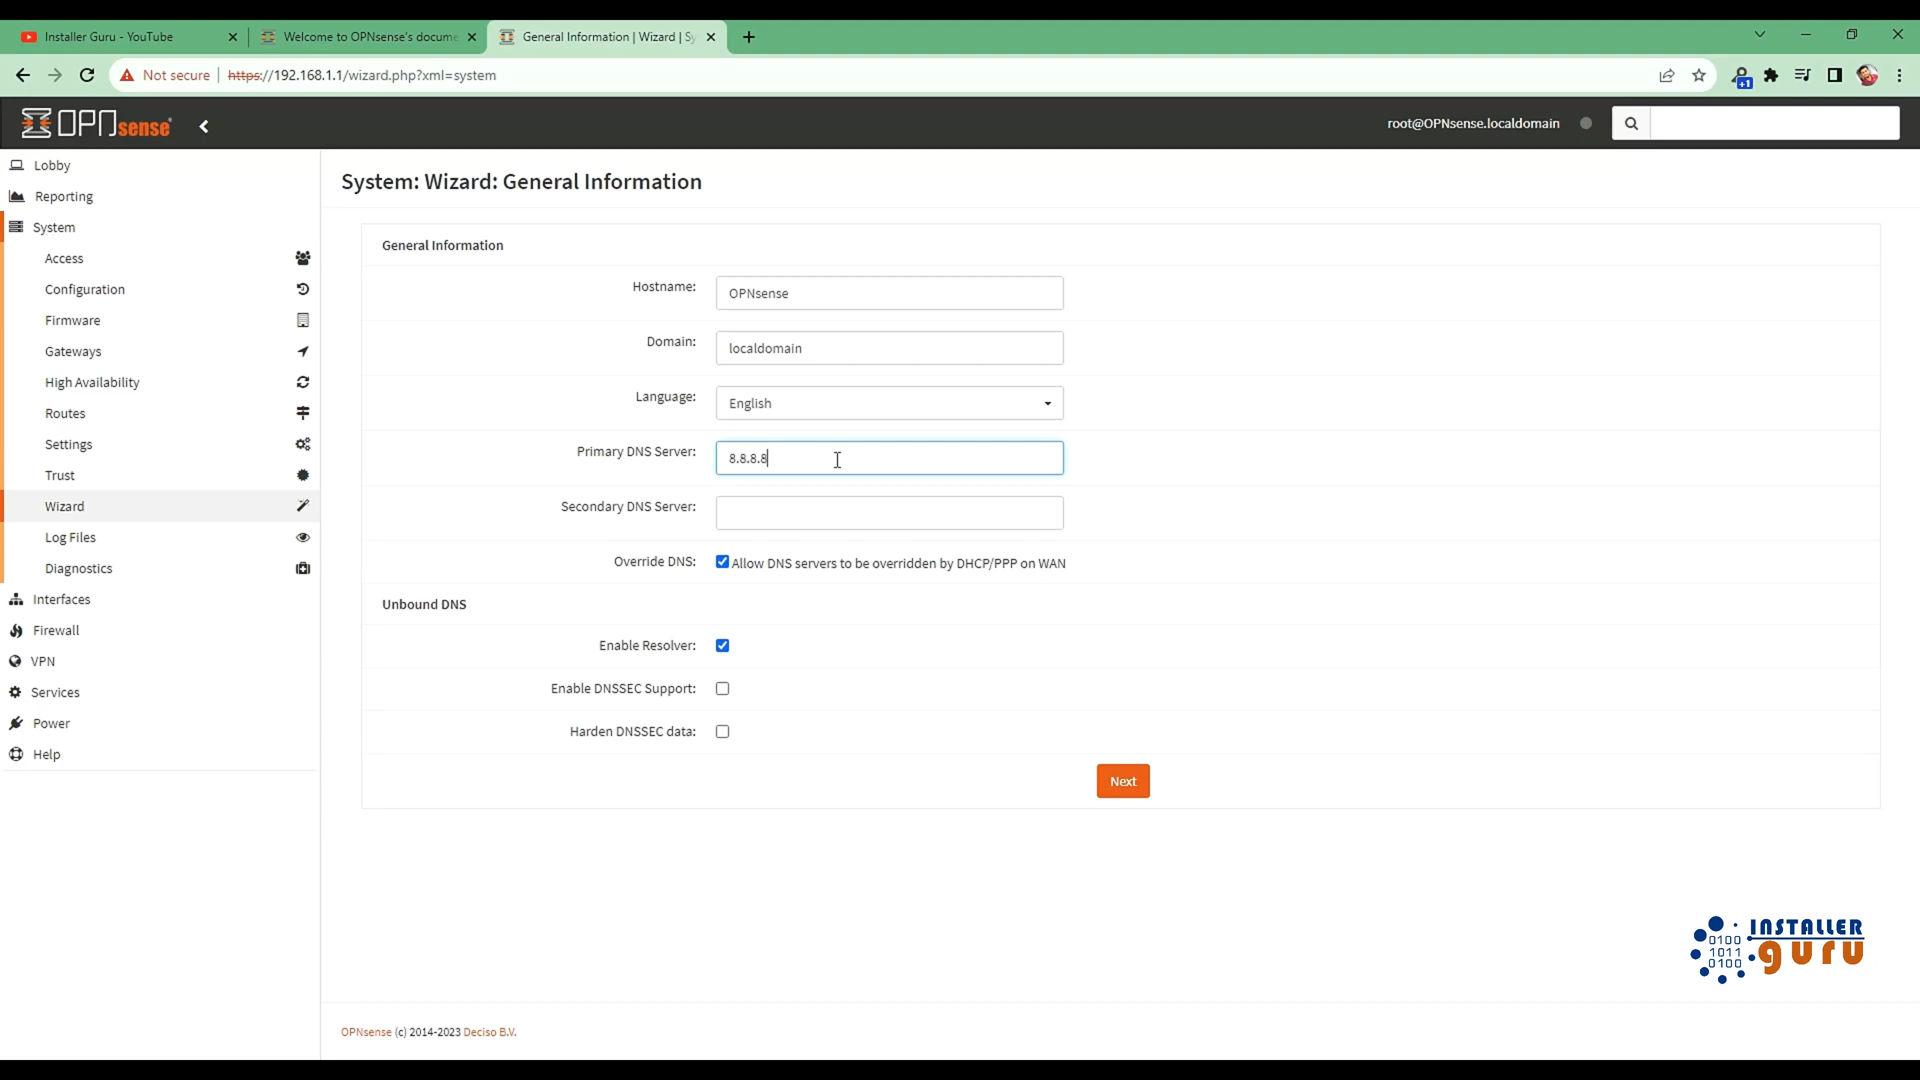 Installer Guru - YouTube
Welcome to OPNsense's docume
General Information | Wizard | Sy
Not secure | https://192.168.1.1/wizard.php?xml=system
+1
OPNsense
root@OPNsense.localdomain
Lobby
Reporting
System
Access
Configuration
Firmware
Gateways
High Availability
Routes
Settings
Trust
Wizard
Log Files
Diagnostics
Interfaces
Firewall
VPN
Services
Power
Help
System: Wizard: General Information
General Information
Hostname: OPNsense
Domain: localdomain
Language: English
Primary DNS Server: 8.8.8.8
Secondary DNS Server:
Override DNS: Allow DNS servers to be overridden by DHCP/PPP on WAN
Unbound DNS
Enable Resolver:
Enable DNSSEC Support:
Harden DNSSEC data:
Next
0100
1011
0100
INSTALLER
guru
OPNsense (c) 2014-2023 Deciso B.V.